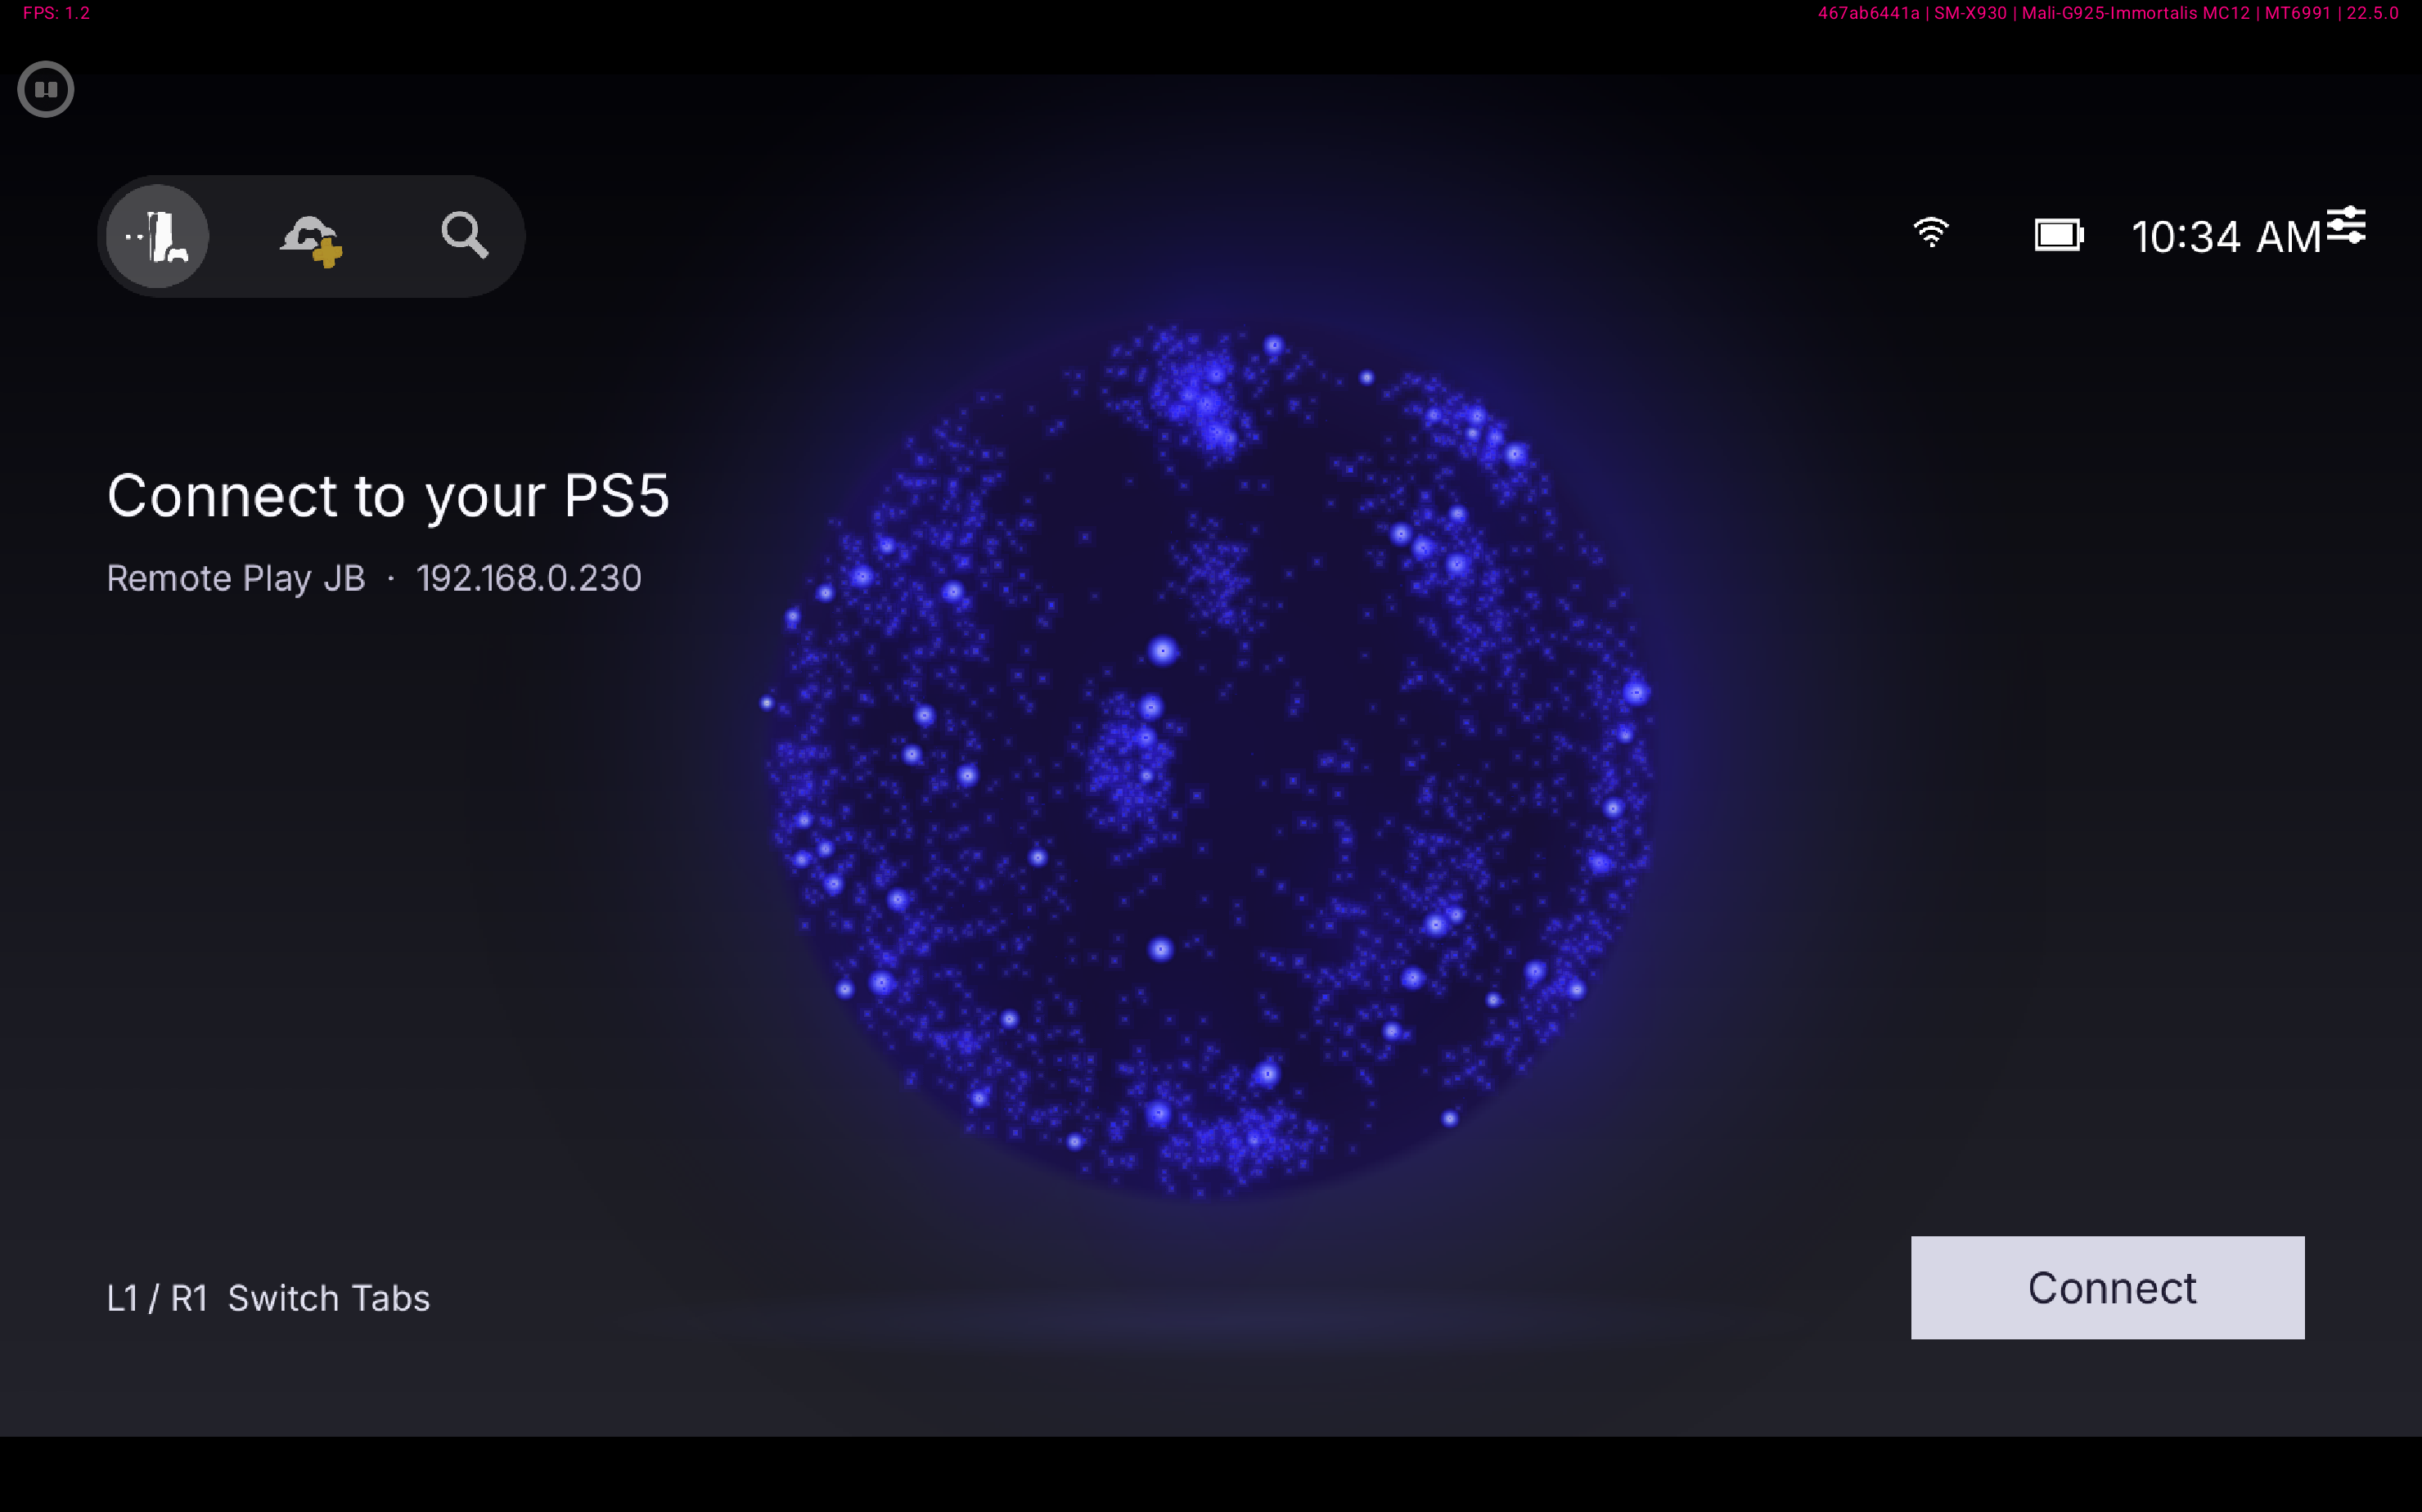 FPS: 1.2
467ab6441a | SM-X930 | Mali-G925-Immortalis MC12 | MT6991 | 22.5.0
10:34 AM
Connect to your PS5
Remote Play JB · 192.168.0.230
L1 / R1 Switch Tabs
Connect